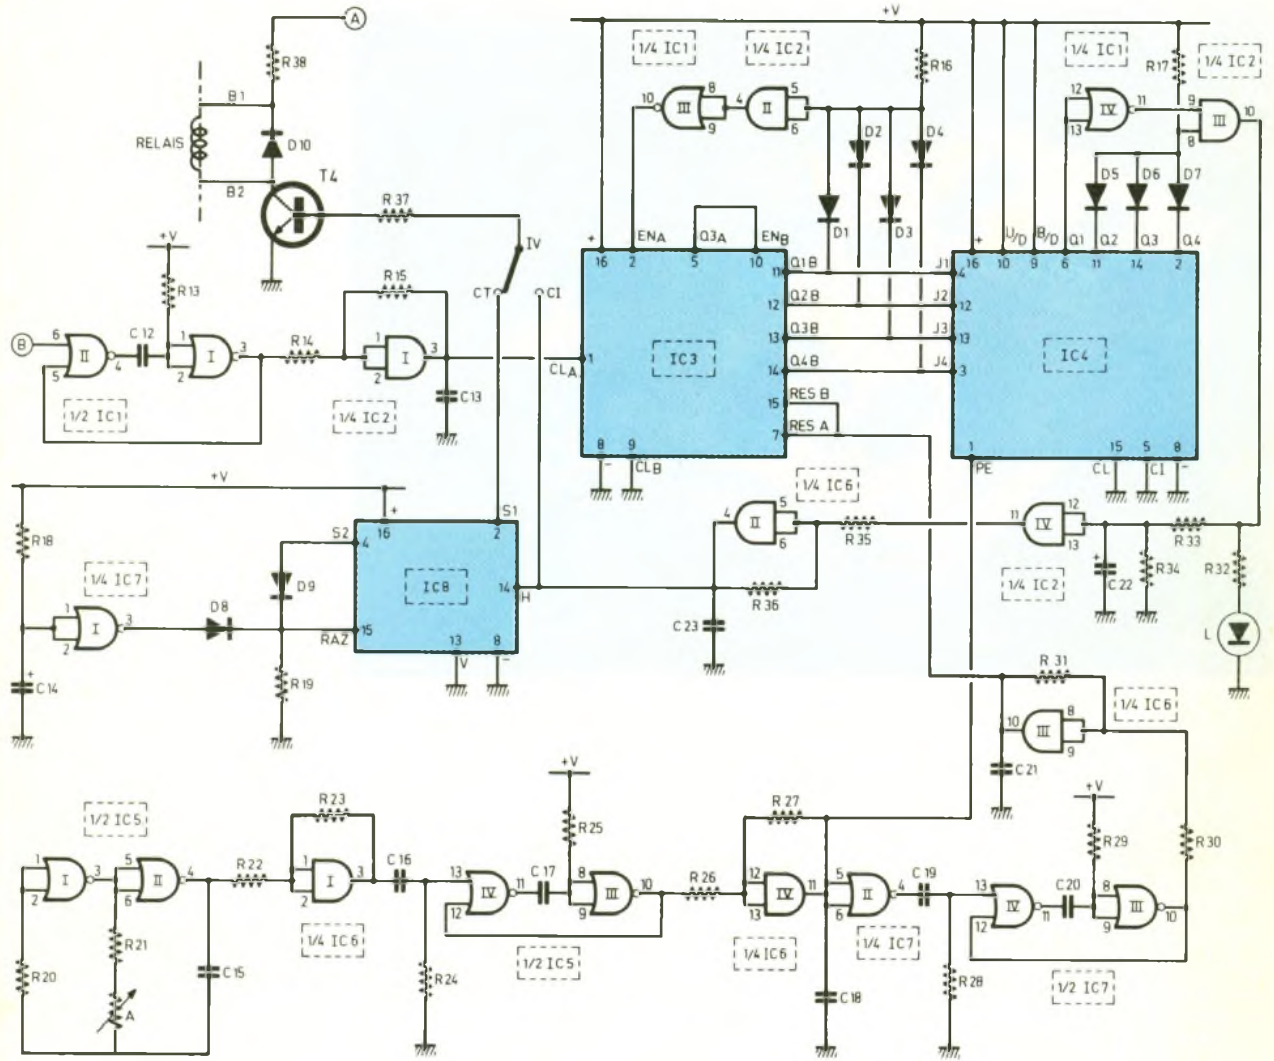 A
+V
R38
1/4 IC1
1/4 IC2
R16
1/4 IC1
R17
1/4 IC2
B1
RELAIS
D10
B2
T4
R37
10
III
8
9
4
II
5
6
D2
D4
12
13
IV
11
9
8
III
10
D5
D6
D7
D1
D3
IV
CT
CI
+V
R13
R15
+
16
ENA
2
Q3A
5
ENB
10
11
Q1B
12
Q2B
13
Q3B
14
Q4B
15
RES B
7
RES A
IC3
1
CLA
8
-
9
CLB
+
16
U/D
10
B/D
9
Q1
6
Q2
11
Q3
14
Q4
2
J1
4
J2
12
J3
13
J4
3
IC4
1
PE
15
CL
5
CI
8
-
B
6
5
II
4
C12
1
2
I
3
R14
1
2
I
3
C13
1/2 IC1
1/4 IC2
+V
R18
1/4 IC7
1
2
I
3
D8
D9
R19
C14
+
S2
4
+
16
S1
2
IC8
14
H
RAZ
15
13
V
8
-
1/4 IC6
4
II
5
6
R35
R36
C23
11
IV
12
13
1/4 IC2
+
C22
R34
R33
R32
L
R31
1/4 IC6
10
III
8
9
C21
1/2 IC5
1
2
I
3
5
6
II
4
R20
R21
A
C15
R22
R23
1
2
I
3
1/4 IC6
C16
R24
13
12
IV
11
C17
+V
R25
8
9
III
10
1/2 IC5
R26
R27
12
13
IV
11
1/4 IC6
C18
5
6
II
4
1/4 IC7
C19
R28
13
12
IV
11
C20
+V
R29
8
9
III
10
R30
1/2 IC7